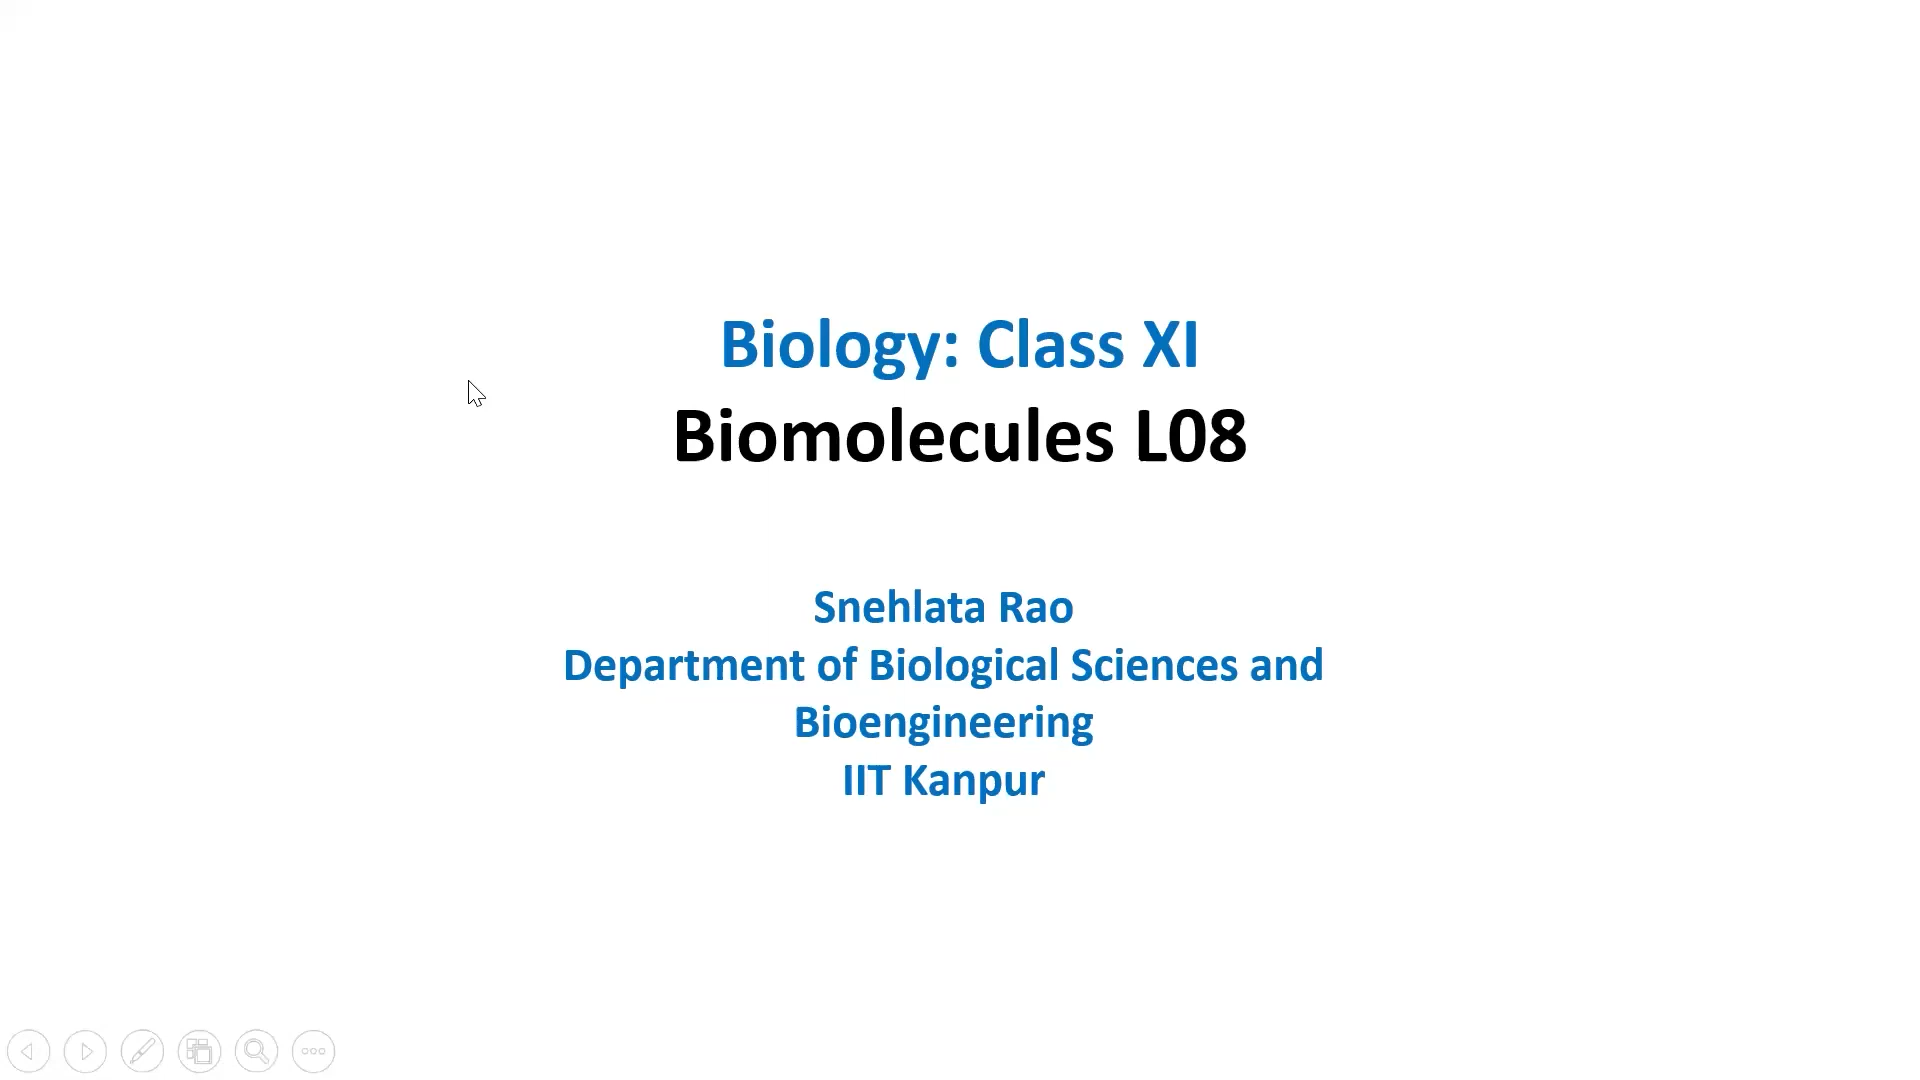 Biology: Class XI
Biomolecules L08
Snehlata Rao
Department of Biological Sciences and
Bioengineering
IIT Kanpur